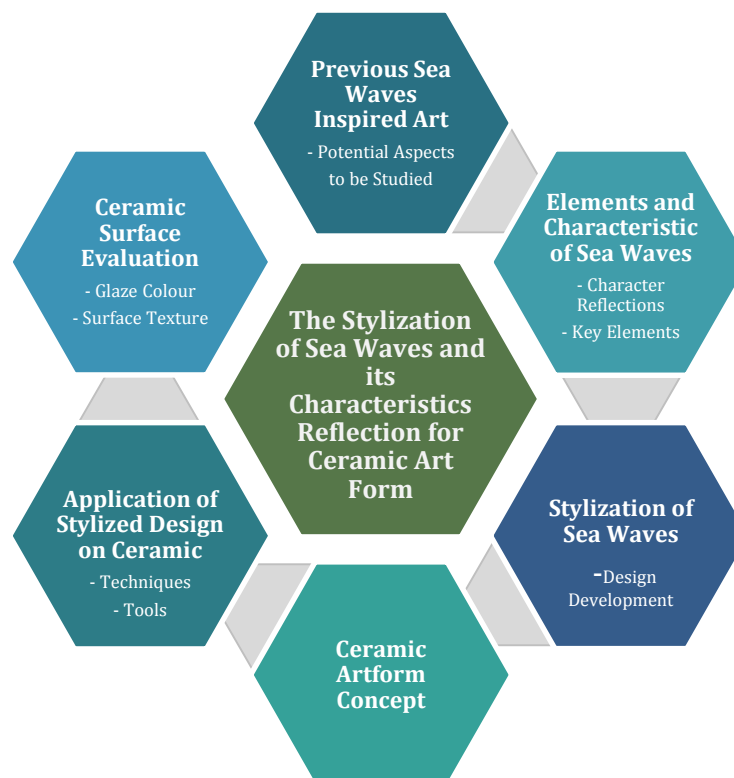 Previous Sea
Waves
Inspired Art
- Potential Aspects
to be Studied
Elements and
Characteristic
of Sea Waves
- Character
Reflections
- Key Elements
Stylization of
Sea Waves
-Design
Development
Ceramic
Artform
Concept
Application of
Stylized Design
on Ceramic
- Techniques
- Tools
Ceramic
Surface
Evaluation
- Glaze Colour
- Surface Texture
The Stylization
of Sea Waves and
its
Characteristics
Reflection for
Ceramic Art
Form